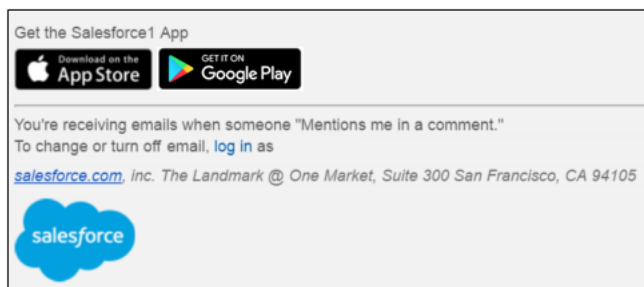 Get the Salesforce1 App
Download on the
App Store
GET IT ON
Google Play
You're receiving emails when someone "Mentions me in a comment."
To change or turn off email, log in as
salesforce.com, inc. The Landmark @ One Market, Suite 300 San Francisco, CA 94105
salesforce